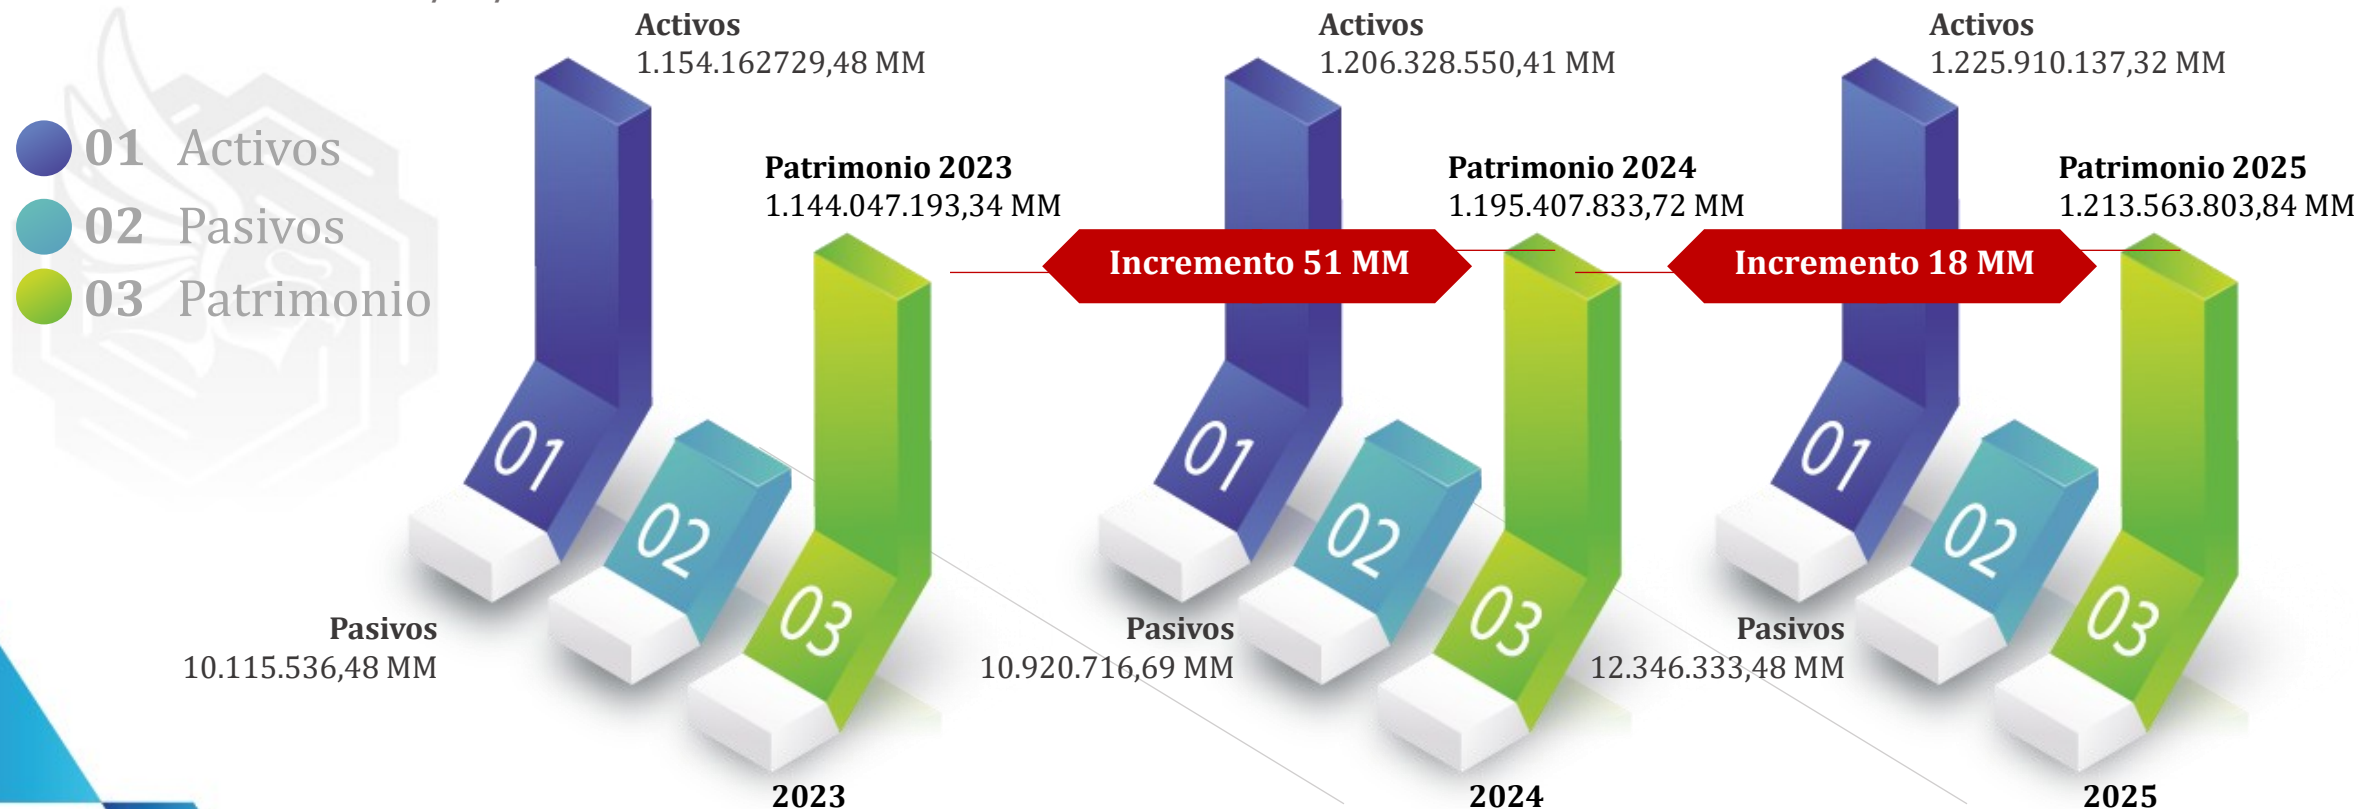 01 Activos
02 Pasivos
03 Patrimonio
Activos
1.154.162729,48 MM
Patrimonio 2023
1.144.047.193,34 MM
01
02
03
Pasivos
10.115.536,48 MM
2023
Incremento 51 MM
Activos
1.206.328.550,41 MM
Patrimonio 2024
1.195.407.833,72 MM
01
02
03
Pasivos
10.920.716,69 MM
2024
Incremento 18 MM
Activos
1.225.910.137,32 MM
Patrimonio 2025
1.213.563.803,84 MM
01
02
03
Pasivos
12.346.333,48 MM
2025